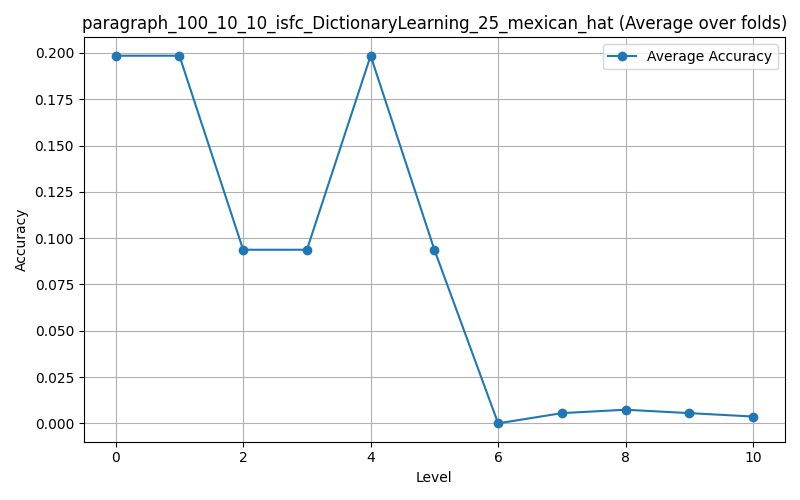 paragraph_100_10_10_isfc_DictionaryLearning_25_mexican_hat (Average over folds)
Average Accuracy
0.200
0.175
0.150
0.125
0.100
0.075
0.050
0.025
0.000
Accuracy
0 2 4 6 8 10
Level